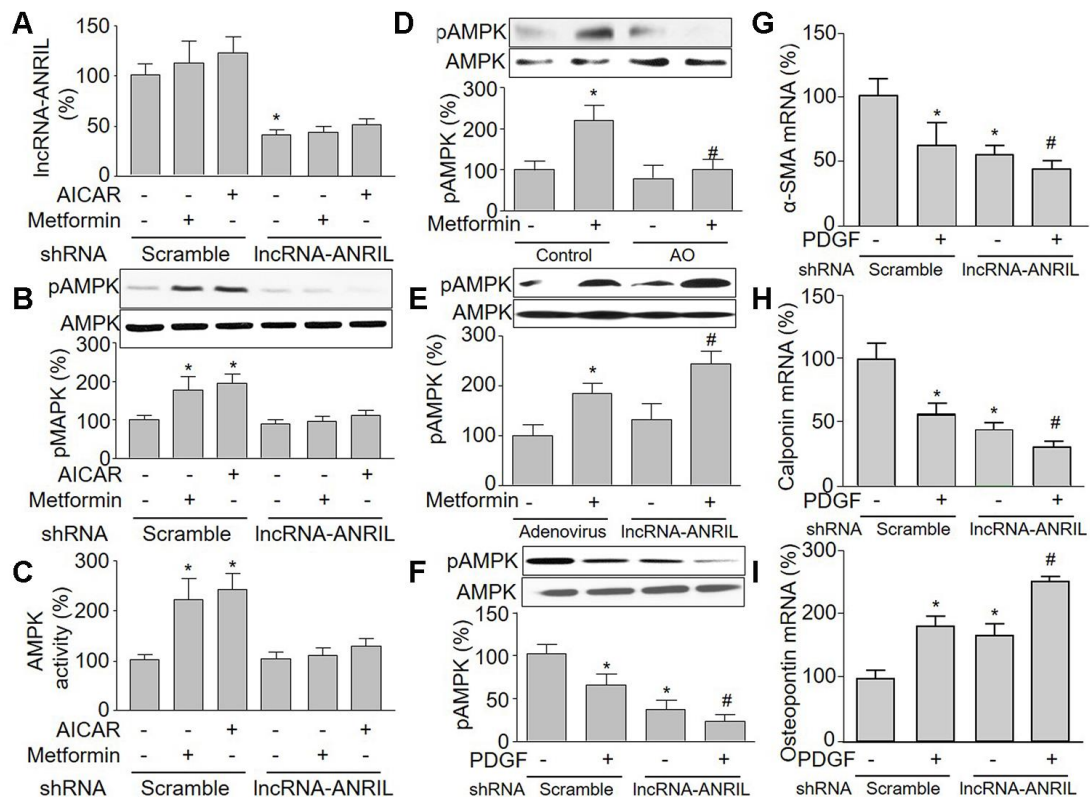 A
lncRNA-ANRIL
(%)
150
100
50
0
*
AICAR - - + - - +
Metformin - + - - + -
shRNA Scramble lncRNA-ANRIL
B
pAMPK
AMPK
pMAPK (%)
300
200
100
0
* *
AICAR - - + - - +
Metformin - + - - + -
shRNA Scramble lncRNA-ANRIL
C
AMPK
activity (%)
300
200
100
0
* *
AICAR - - + - - +
Metformin - + - - + -
shRNA Scramble lncRNA-ANRIL
D
pAMPK
AMPK
pAMPK (%)
300
200
100
0
* #
Metformin - + - +
Control AO
E
pAMPK
AMPK
pAMPK (%)
300
200
100
0
* #
Metformin - + - +
Adenovirus lncRNA-ANRIL
F
pAMPK
AMPK
pAMPK (%)
150
100
50
0
* * #
PDGF - + - +
shRNA Scramble lncRNA-ANRIL
G
α-SMA mRNA (%)
150
100
50
0
* * #
PDGF - + - +
shRNA Scramble lncRNA-ANRIL
H
Calponin mRNA (%)
150
100
50
0
* * #
PDGF - + - +
shRNA Scramble lncRNA-ANRIL
I
Osteopontin mRNA (%)
300
200
100
0
* * #
PDGF - + - +
shRNA Scramble lncRNA-ANRIL